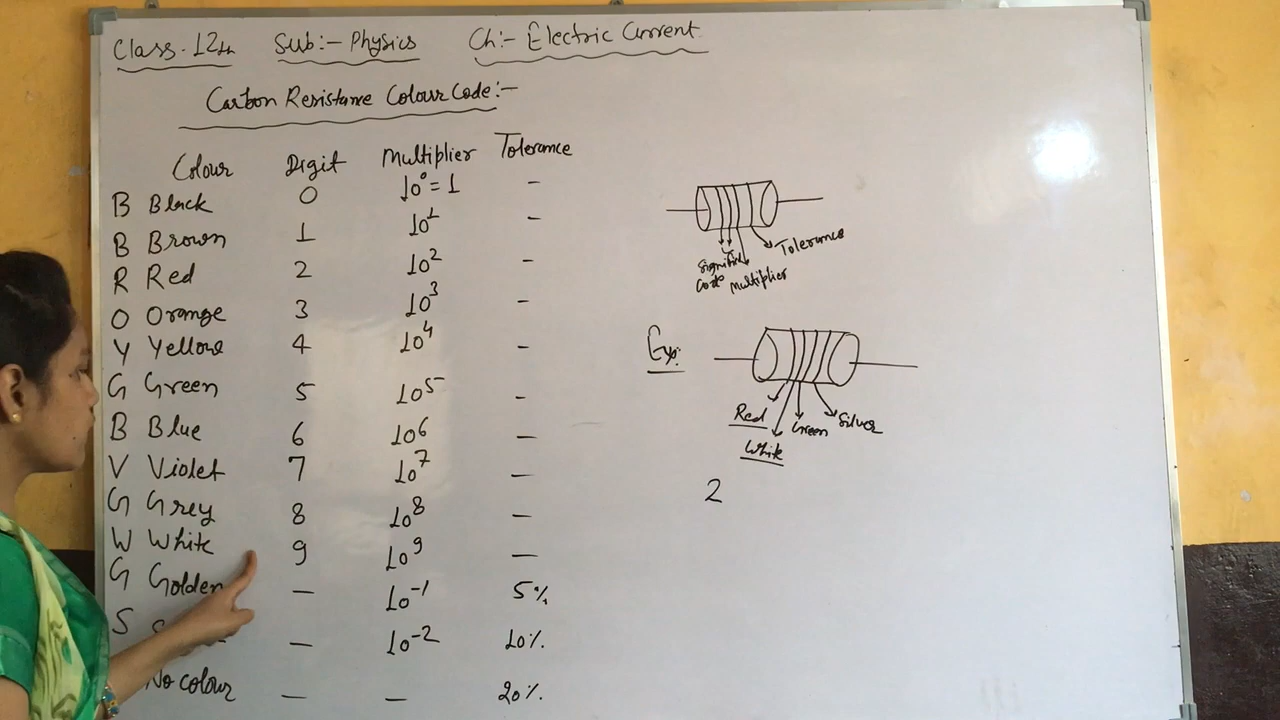 Class. 12th Sub:- Physics Ch:- Electric Current
Carbon Resistance Colour Code:-
Colour Digit Multiplier Tolerance
B Black 0 10⁰ = 1 -
B Brown 1 10¹ -
R Red 2 10² -
O Orange 3 10³ -
Y Yellow 4 10⁴ -
G Green 5 10⁵ -
B Blue 6 10⁶ -
V Violet 7 10⁷ -
G Grey 8 10⁸ -
W White 9 10⁹ -
G Golden - 10⁻¹ 5%
S - 10⁻² 10%
No colour - - 20%
Tolerance
Code Multiplier
Exp:
Red Green Silver
White
2